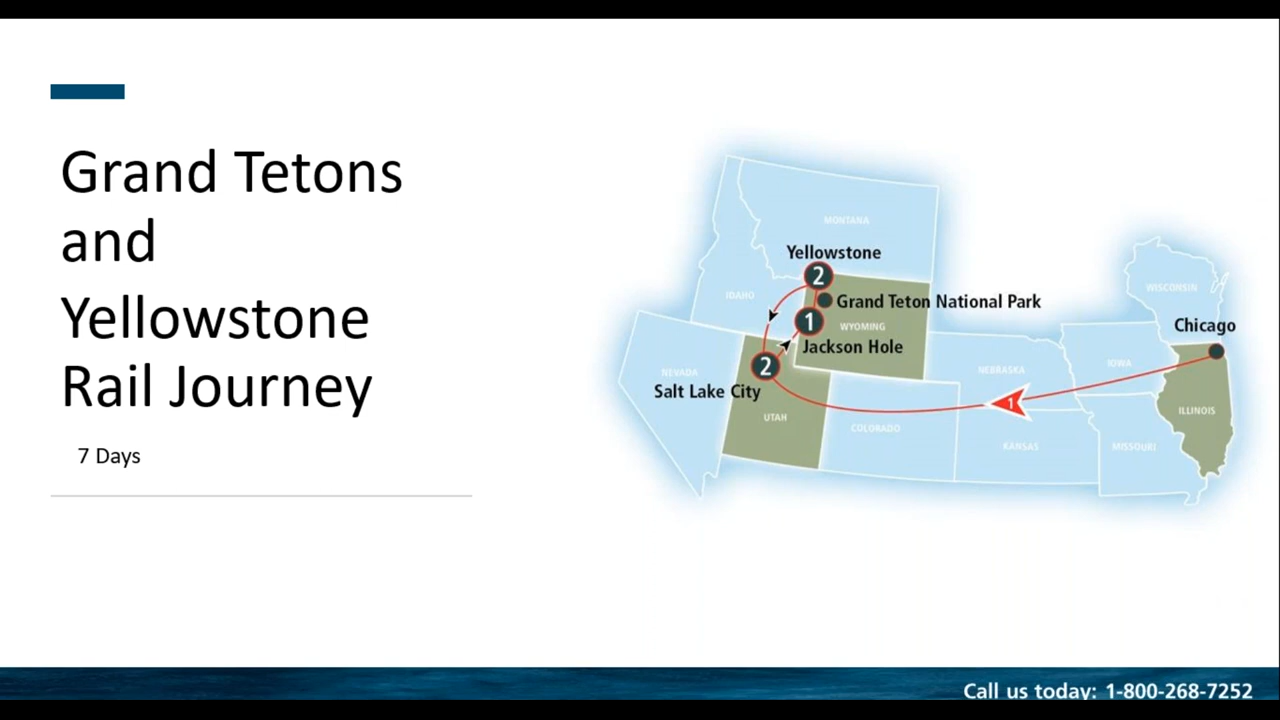 Grand Tetons
and
Yellowstone
Rail Journey
7 Days
MONTANA
Yellowstone
2
IDAHO
Grand Teton National Park
1
WYOMING
Jackson Hole
WISCONSIN
Chicago
2
NEVADA
Salt Lake City
NEBRASKA
IOWA
1
ILLINOIS
UTAH
COLORADO
KANSAS
MISSOURI
Call us today: 1-800-268-7252